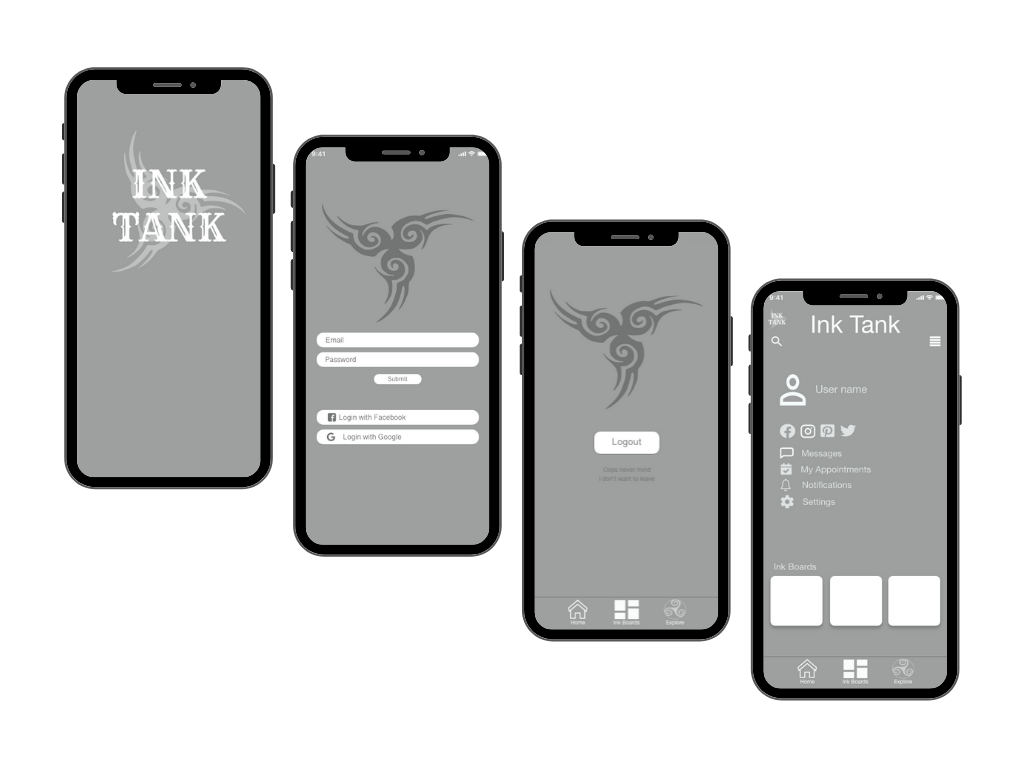 INK
TANK
9:41
Email
Password
Submit
Login with Facebook
Login with Google
Logout
Oops never mind
I don't want to leave
Home
Ink Boards
Explore
9:41
INK
TANK
Ink Tank
User name
Messages
My Appointments
Notifications
Settings
Ink Boards
Home
Ink Boards
Explore